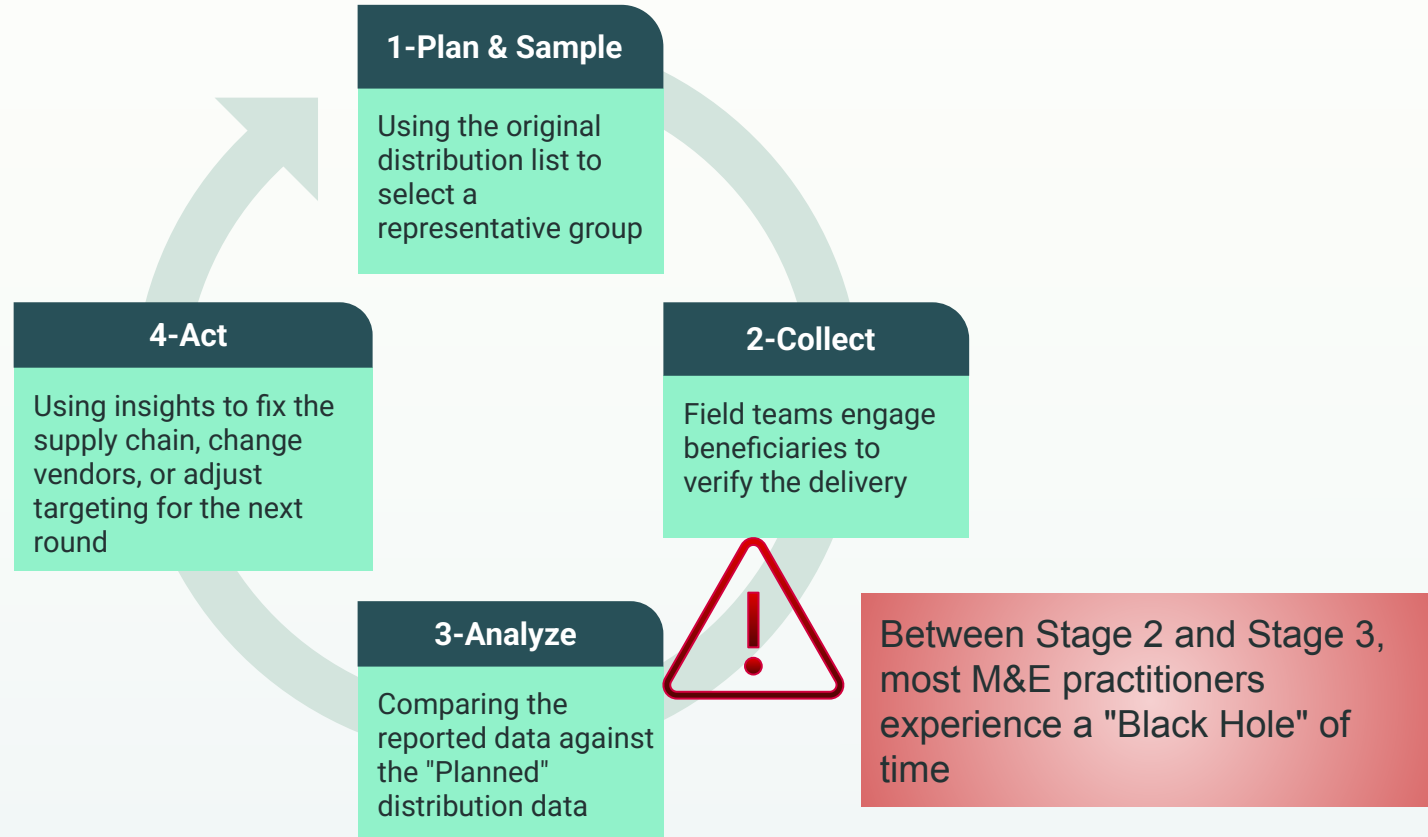 1-Plan & Sample
Using the original
distribution list to
select a
representative group
4-Act
Using insights to fix the
supply chain, change
vendors, or adjust
targeting for the next
round
2-Collect
Field teams engage
beneficiaries to
verify the delivery
!
3-Analyze
Comparing the
reported data against
the "Planned"
distribution data
Between Stage 2 and Stage 3,
most M&E practitioners
experience a "Black Hole" of
time